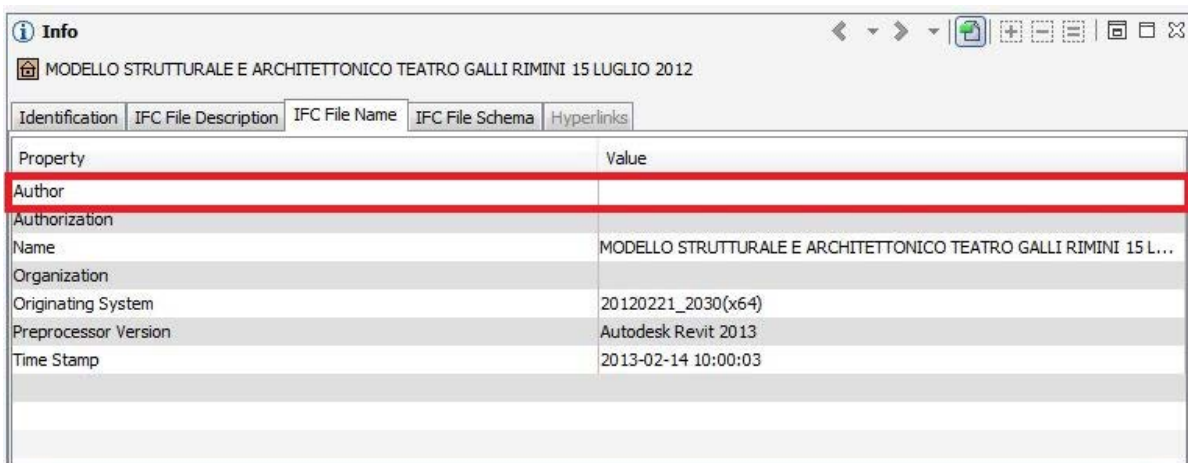 Info
MODELLO STRUTTURALE E ARCHITETTONICO TEATRO GALLI RIMINI 15 LUGLIO 2012
Identification IFC File Description IFC File Name IFC File Schema Hyperlinks
Property Value
Author
Authorization
Name MODELLO STRUTTURALE E ARCHITETTONICO TEATRO GALLI RIMINI 15 L...
Organization
Originating System 20120221_2030(x64)
Preprocessor Version Autodesk Revit 2013
Time Stamp 2013-02-14 10:00:03